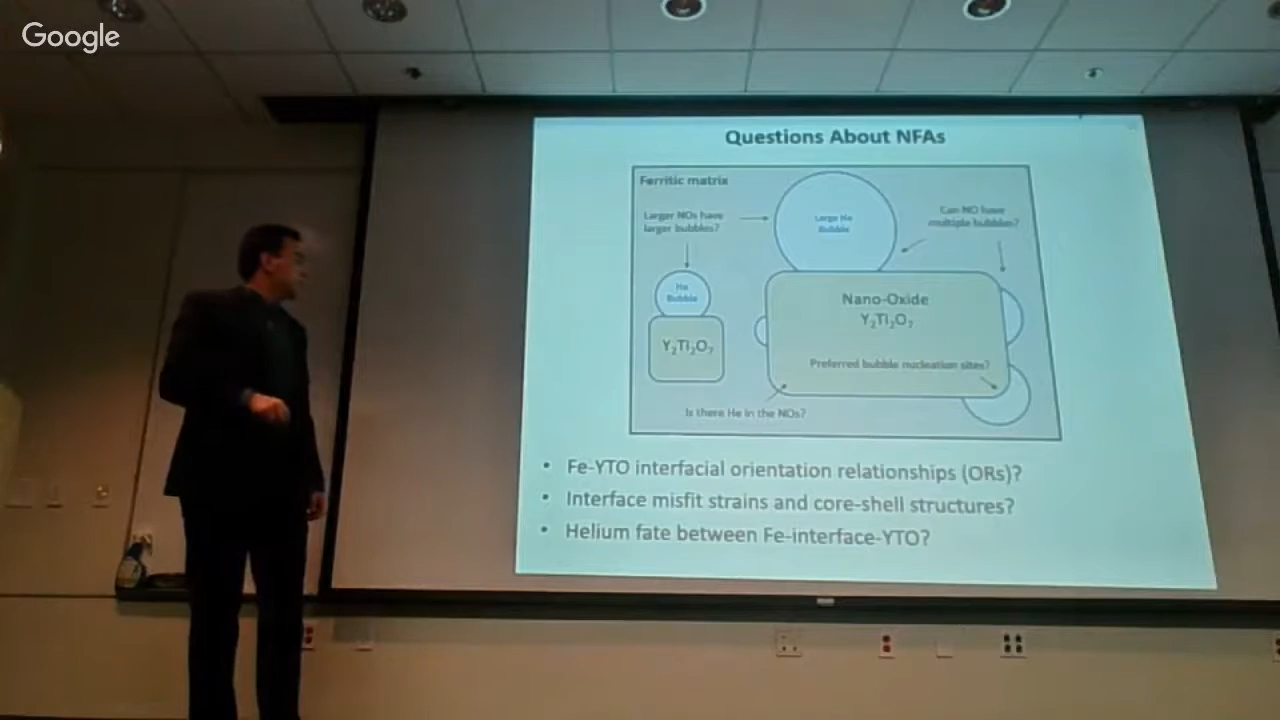 Google
Questions About NFAs
Ferritic matrix
Larger NOs have
larger bubbles?
Large He
Bubble
Can NO have
multiple bubbles?
He
Bubble
Y₂Ti₂O₇
Nano-Oxide
Y₂Ti₂O₇
Preferred bubble nucleation sites?
Is there He in the NOs?
• Fe-YTO interfacial orientation relationships (ORs)?
• Interface misfit strains and core-shell structures?
• Helium fate between Fe-interface-YTO?